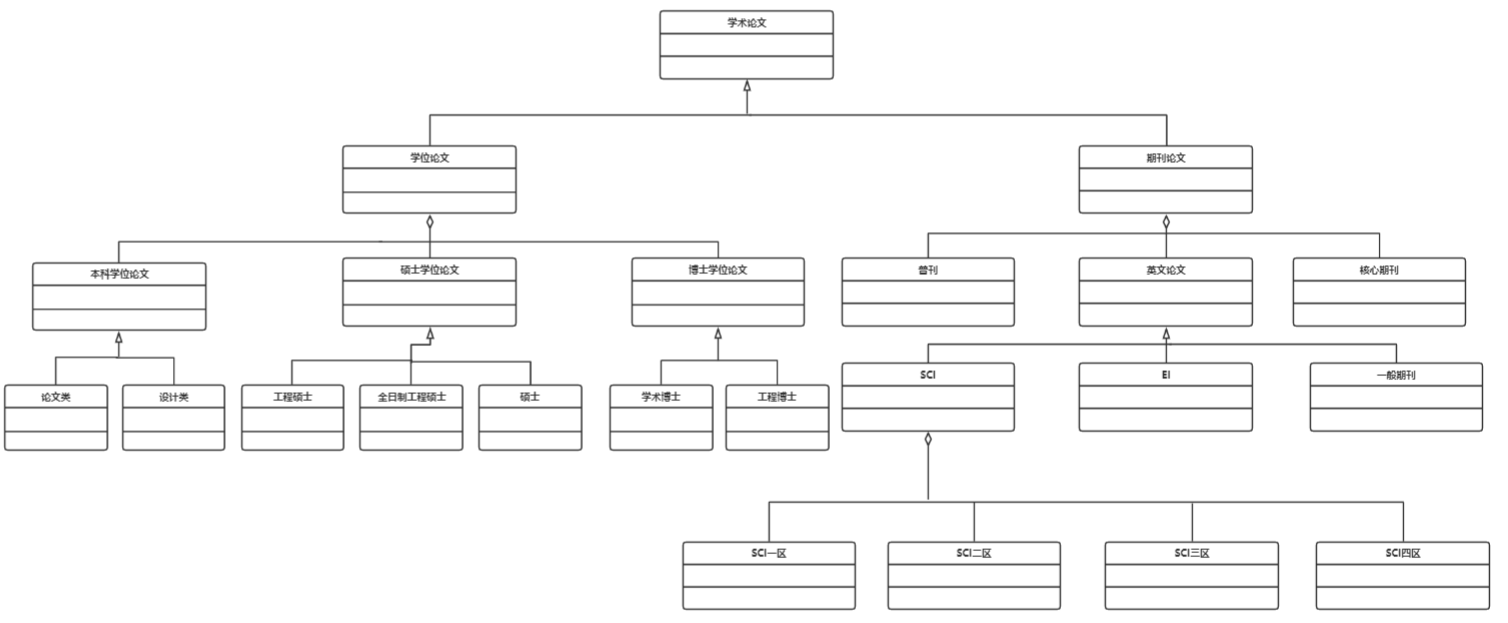 学术论文
学位论文
期刊论文
本科学位论文
硕士学位论文
博士学位论文
普刊
英文论文
核心期刊
SCI
EI
一般期刊
论文类
设计类
工程硕士
全日制工程硕士
硕士
学术博士
工程博士
SCI一区
SCI二区
SCI三区
SCI四区